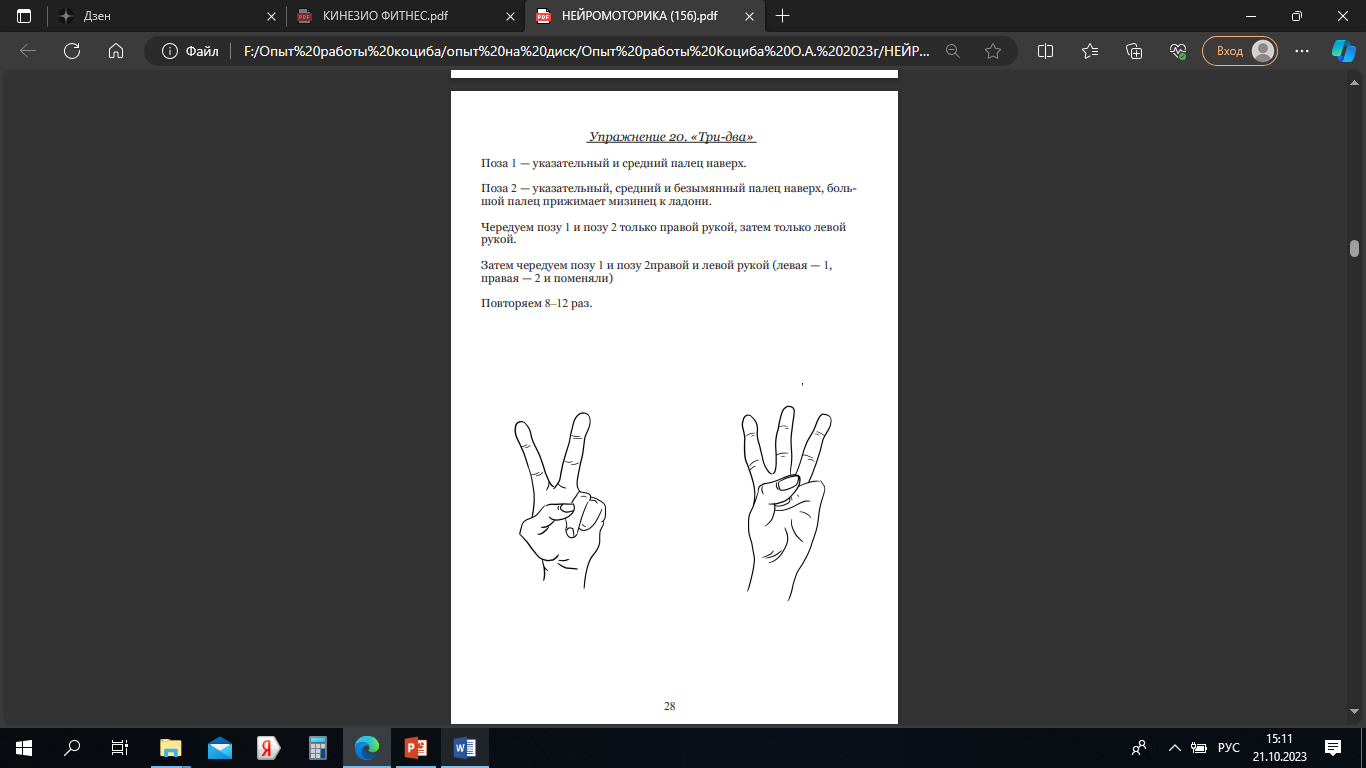 Дзен
КИНЕЗИО ФИТНЕС.pdf
НЕЙРОМОТОРИКА (156).pdf
Файл
F:/Опыт%20работы%20коциба/опыт%20на%20диск/Опыт%20работы%20Коциба%20О.А.%202023г/НЕЙР...
Вход
Упражнение 20. «Три-два»
Поза 1 — указательный и средний палец наверх.
Поза 2 — указательный, средний и безымянный палец наверх, боль-
шой палец прижимает мизинец к ладони.
Чередуем позу 1 и позу 2 только правой рукой, затем только левой
рукой.
Затем чередуем позу 1 и позу 2правой и левой рукой (левая — 1,
правая — 2 и поменяли)
Повторяем 8–12 раз.
28
РУС
15:11
21.10.2023